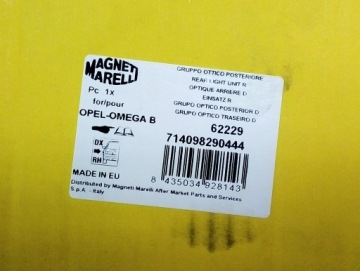 MAGNETI
MARELLI
Pc 1x
for/pour
OPEL-OMEGA B
GRUPPO OTTICO POSTERIORE
REAR LIGHT UNIT R
OPTIQUE ARRIERE D
EINSATZ R
GRUPO OPTICO POSTERIOR D
GRUPO OPTICO TRASEIRO D
62229
714098290444
DX
RH
8 435034 928143
MADE IN EU
Distributed by Magneti Marelli After Market Parts and Services
S.p.A. - Italy